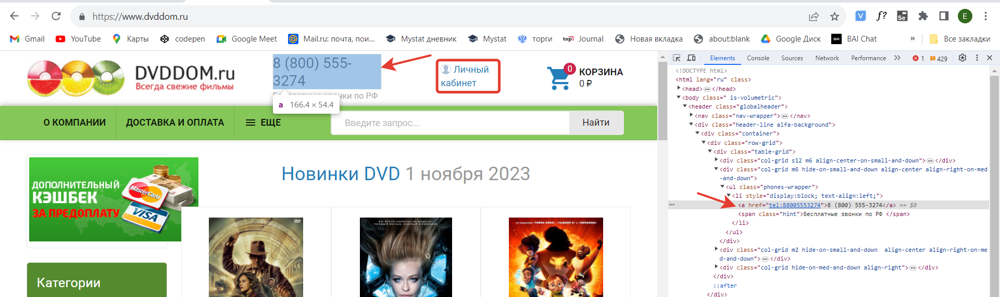 https://www.dvddom.ru
f?
Se
E
Gmail
YouTube
Карты
codepen
Google Meet
Mail.ru: почта, пои...
Mystat дневник
Mystat
торги
Journal
Новая вкладка
about:blank
Google Диск
BAI Chat
»
Все закладки
DVDDOM.ru
Всегда свежие фильмы
8 (800) 555-
3274
звонки по РФ
a 166.4 × 54.4
Личный
кабинет
0
КОРЗИНА
0 ₽
О КОМПАНИИ
ДОСТАВКА И ОПЛАТА
ЕЩЕ
Введите запрос...
Найти
ДОПОЛНИТЕЛЬНЫЙ
КЭШБЕК
ЗА ПРЕДОПЛАТУ
MasterCard
VISA
Новинки DVD 1 ноября 2023
Категории
Elements
Console
Sources
Network
Performance
»
1
429
<!DOCTYPE html>
<html lang="ru" class>
<head>…</head>
<body class=" is-volumetric">
<header class="globalheader">
<nav class="nav-wrapper">…</nav>
<div class="header-line alfa-background">
<div class="container">
<div class="row-grid">
<div class="table-grid">
<div class="col-grid s12 m6 align-center-on-small-and-down">…</div>
<div class="col-grid m6 hide-on-small-and-down align-center align-right-on-med
-and-down">
<ul class="phones-wrapper">
<li style="display:block; text-align:left;">
<a href="tel:88005553274">8 (800) 555-3274</a> == $0
<span class="hint">Бесплатные звонки по РФ </span>
</li>
</ul>
</div>
<div class="col-grid m2 hide-on-small-and-down  align-center align-right-on-me
d-and-down">…</div>
<div class="col-grid hide-on-med-and-down align-right">…</div>
</div>
::after
</div>